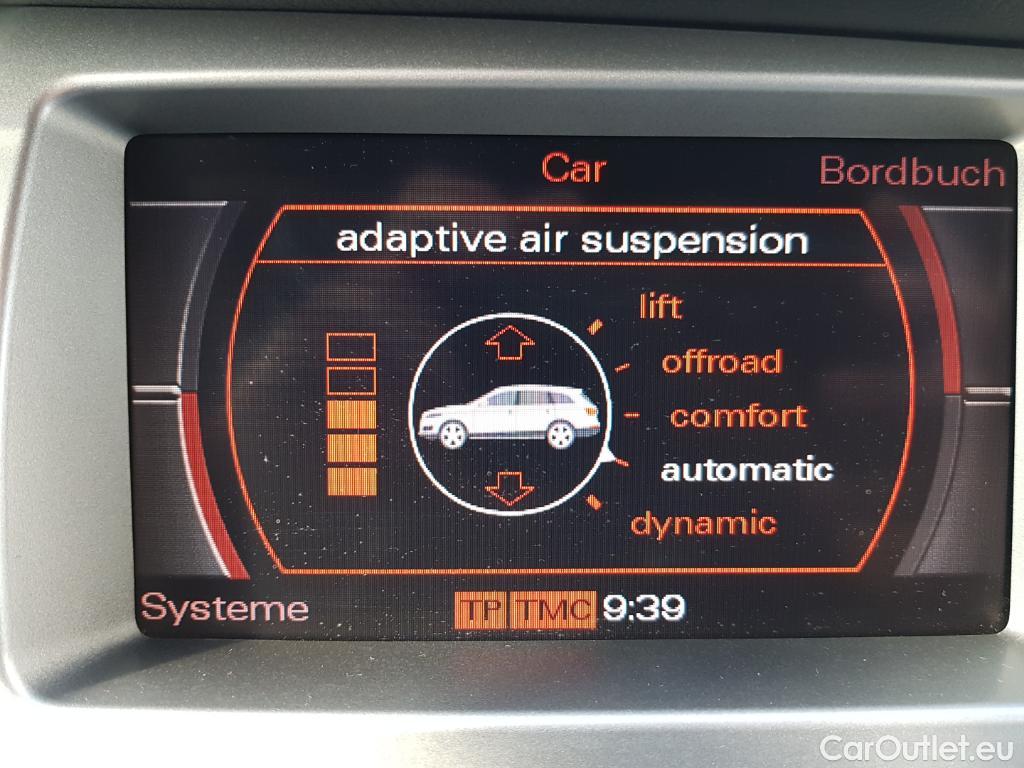 Car
Bordbuch
adaptive air suspension
lift
offroad
comfort
automatic
dynamic
Systeme
TP TMC 9:39
CarOutlet.eu